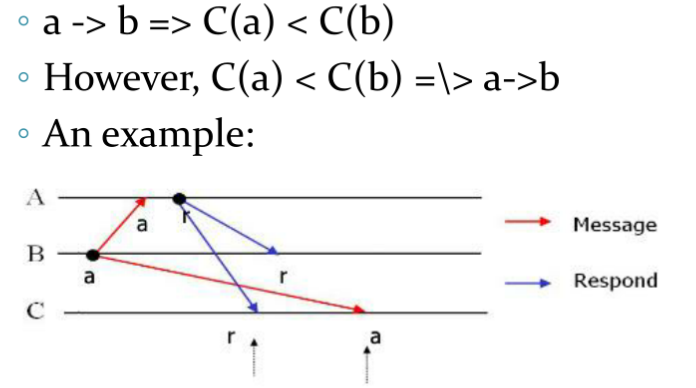 a -> b => C(a) < C(b)
However, C(a) < C(b) =\> a->b
An example:
A
a
r
Message
B
a
r
Respond
C
r
a